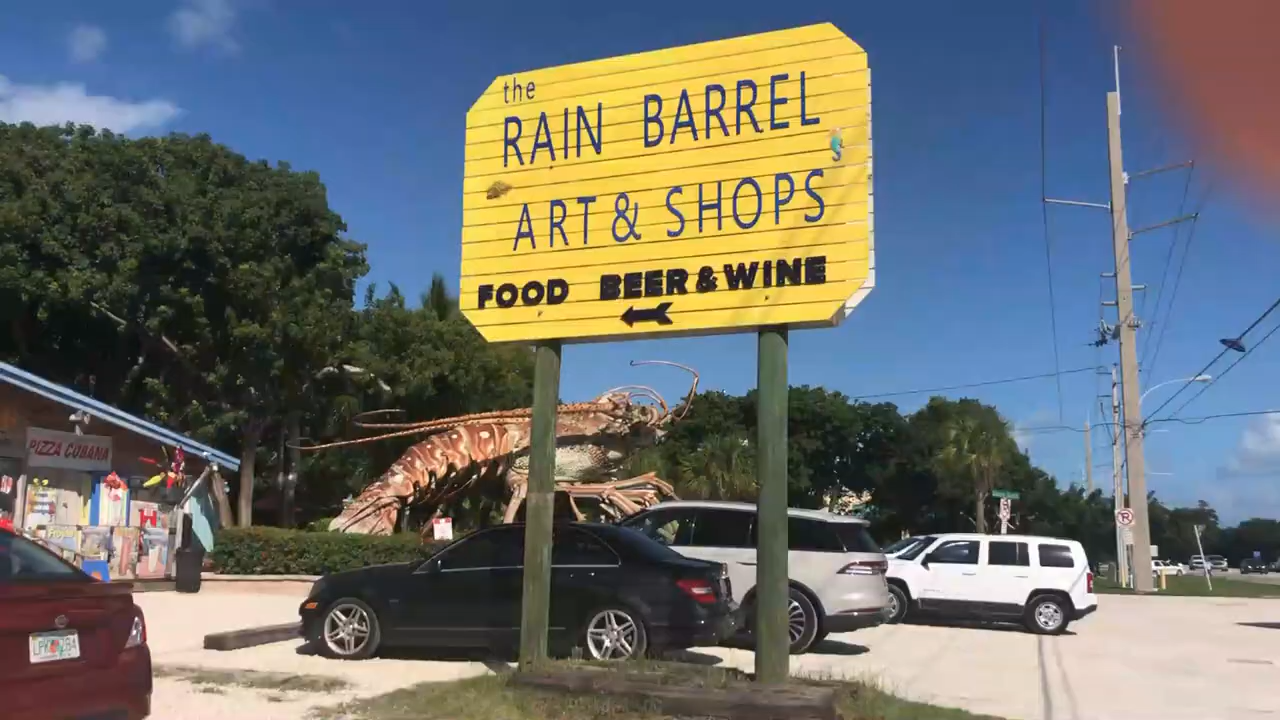 the
RAIN BARREL
ART & SHOPS
FOOD BEER & WINE
PIZZA CUBANA